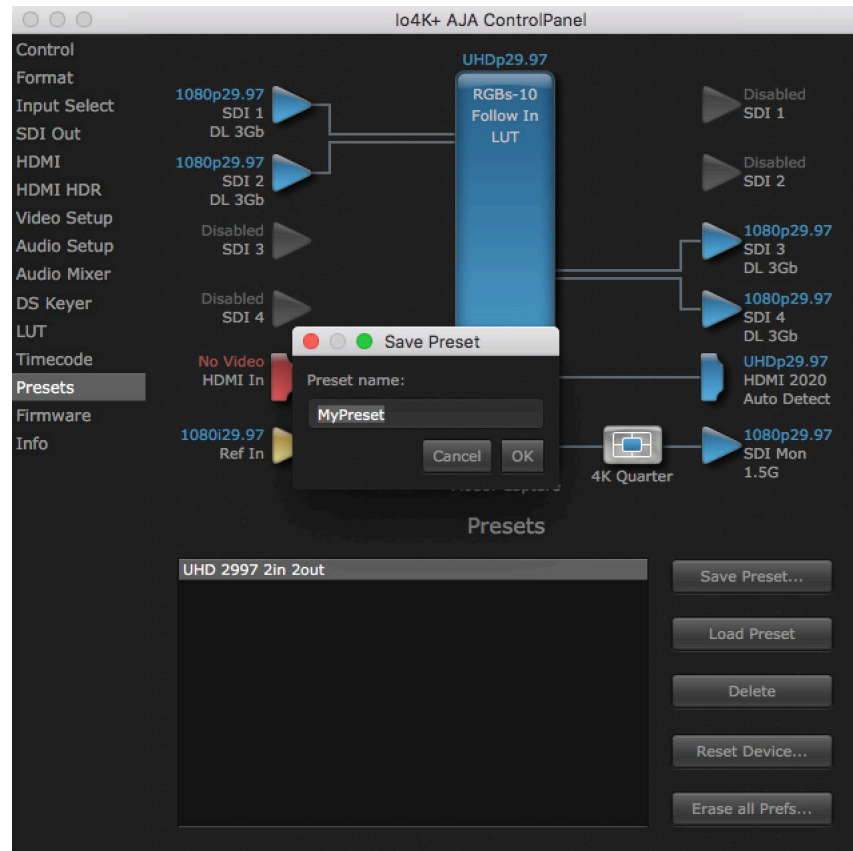 Io4K+ AJA ControlPanel
Control
Format
Input Select
SDI Out
HDMI
HDMI HDR
Video Setup
Audio Setup
Audio Mixer
DS Keyer
LUT
Timecode
Presets
Firmware
Info
1080p29.97
SDI 1
DL 3Gb
1080p29.97
SDI 2
DL 3Gb
Disabled
SDI 3
Disabled
SDI 4
No Video
HDMI In
1080i29.97
Ref In
UHDp29.97
RGBs-10
Follow In
LUT
Disabled
SDI 1
Disabled
SDI 2
1080p29.97
SDI 3
DL 3Gb
1080p29.97
SDI 4
DL 3Gb
UHDp29.97
HDMI 2020
Auto Detect
4K Quarter
1080p29.97
SDI Mon
1.5G
Save Preset
Preset name:
MyPreset
Cancel
OK
Presets
UHD 2997 2in 2out
Save Preset...
Load Preset
Delete
Reset Device...
Erase all Prefs...